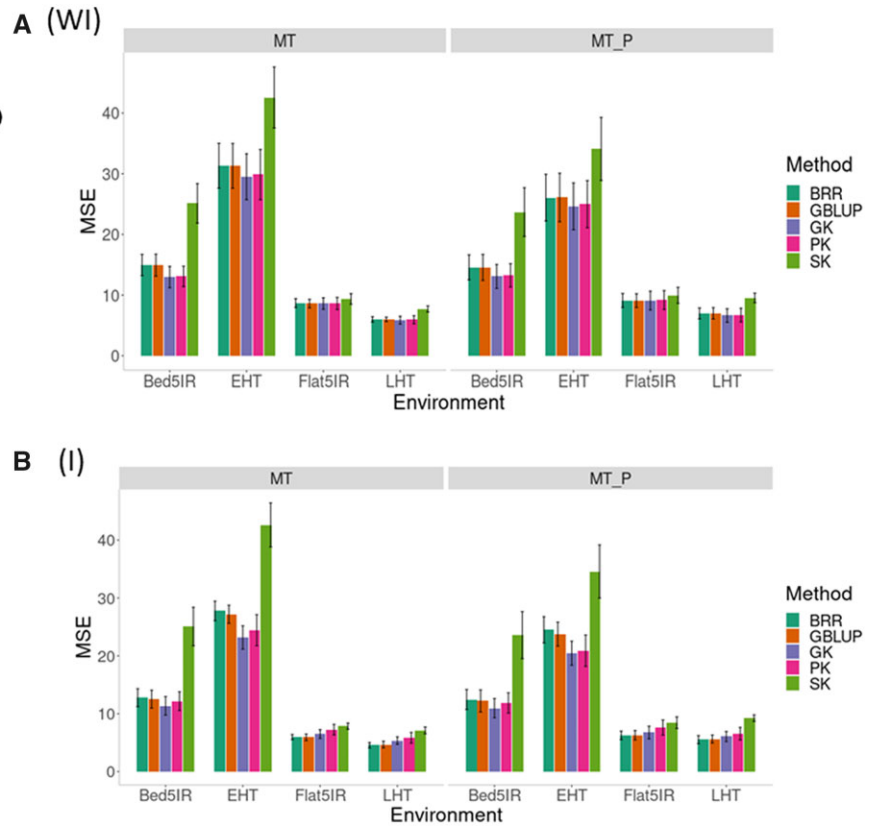 A (WI)
MT MT_P
40
30
20
10
0
MSE
Bed5IR EHT Flat5IR LHT Bed5IR EHT Flat5IR LHT
Environment
Method
BRR
GBLUP
GK
PK
SK
B (I)
MT MT_P
40
30
20
10
0
MSE
Bed5IR EHT Flat5IR LHT Bed5IR EHT Flat5IR LHT
Environment
Method
BRR
GBLUP
GK
PK
SK